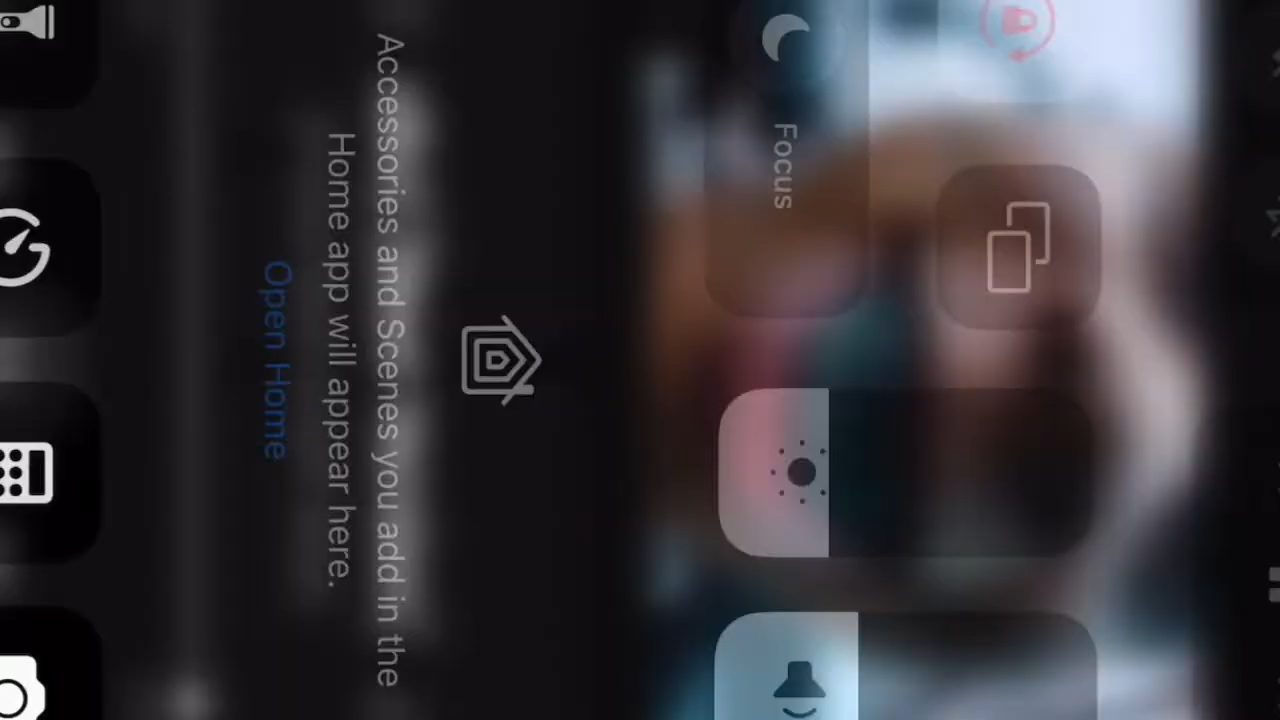 Focus
Accessories and Scenes you add in the
Home app will appear here.
Open Home